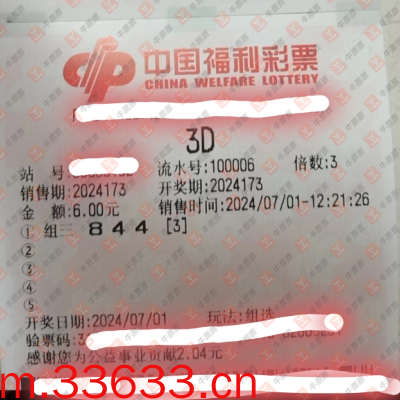 中国福利彩票
CHINA WELFARE LOTTERY
3D
站 号 流水号:100006 倍数:3
销售期:2024173 开奖期:2024173
金 额:6.00元 销售时间:2024/07/01-12:21:26
① 组三 844 [3]
②
③
④
⑤
开奖日期:2024/07/01 玩法:组选
验票码:3
感谢您为公益事业贡献2.04元
m.33633.cn